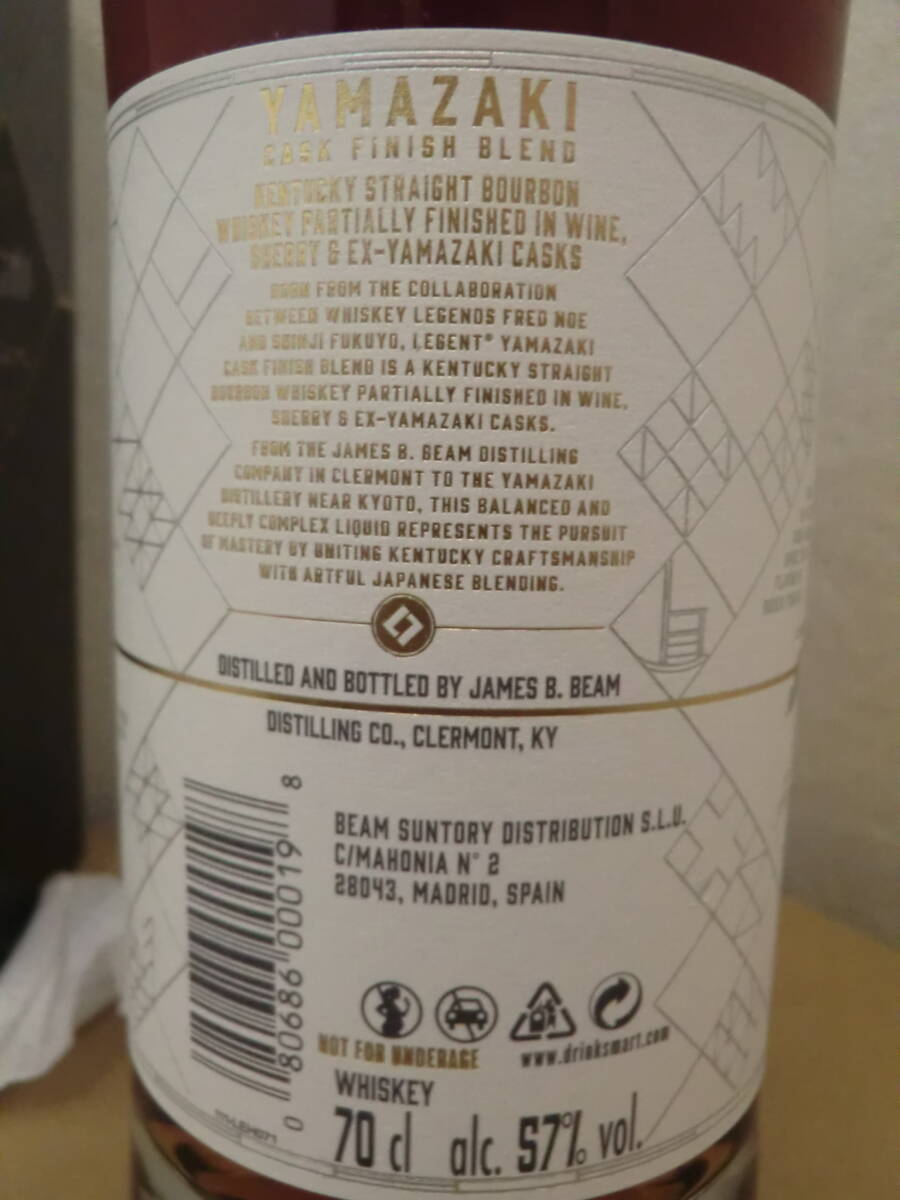 YAMAZAKI
CASK FINISH BLEND
KENTUCKY STRAIGHT BOURBON
WHISKEY PARTIALLY FINISHED IN WINE,
SHERRY & EX-YAMAZAKI CASKS
BORN FROM THE COLLABORATION
BETWEEN WHISKEY LEGENDS FRED NOE
AND SHINJI FUKUYO, LEGENT® YAMAZAKI
CASK FINISH BLEND IS A KENTUCKY STRAIGHT
BOURBON WHISKEY PARTIALLY FINISHED IN WINE,
SHERRY & EX-YAMAZAKI CASKS.
FROM THE JAMES B. BEAM DISTILLING
COMPANY IN CLERMONT TO THE YAMAZAKI
DISTILLERY NEAR KYOTO, THIS BALANCED AND
DEEPLY COMPLEX LIQUID REPRESENTS THE PURSUIT
OF MASTERY BY UNITING KENTUCKY CRAFTSMANSHIP
WITH ARTFUL JAPANESE BLENDING.
DISTILLED AND BOTTLED BY JAMES B. BEAM
DISTILLING CO., CLERMONT, KY
0 80686 00019 8
BEAM SUNTORY DISTRIBUTION S.L.U.
C/MAHONIA N° 2
28043, MADRID, SPAIN
NOT FOR UNDERAGE
www.drinksmart.com
WHISKEY
70 cl alc. 57% vol.